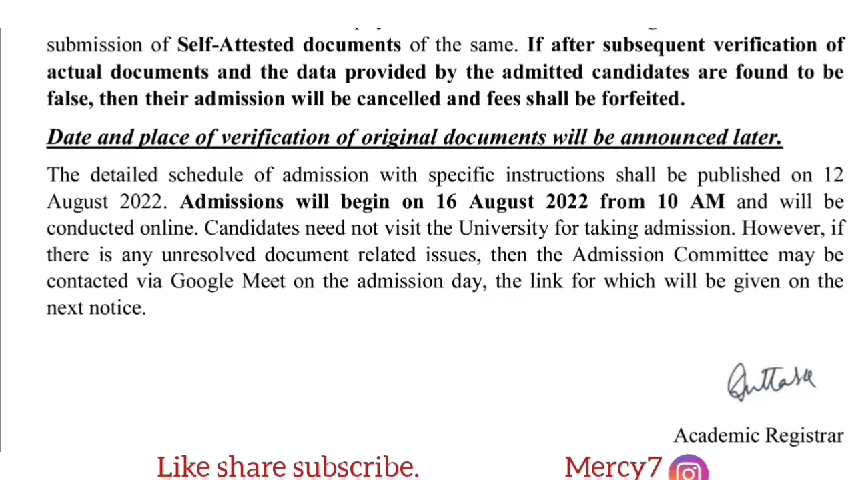 submission of Self-Attested documents of the same. If after subsequent verification of
actual documents and the data provided by the admitted candidates are found to be
false, then their admission will be cancelled and fees shall be forfeited.
Date and place of verification of original documents will be announced later.
The detailed schedule of admission with specific instructions shall be published on 12
August 2022. Admissions will begin on 16 August 2022 from 10 AM and will be
conducted online. Candidates need not visit the University for taking admission. However, if
there is any unresolved document related issues, then the Admission Committee may be
contacted via Google Meet on the admission day, the link for which will be given on the
next notice.
Academic Registrar
Like share subscribe. Mercy7